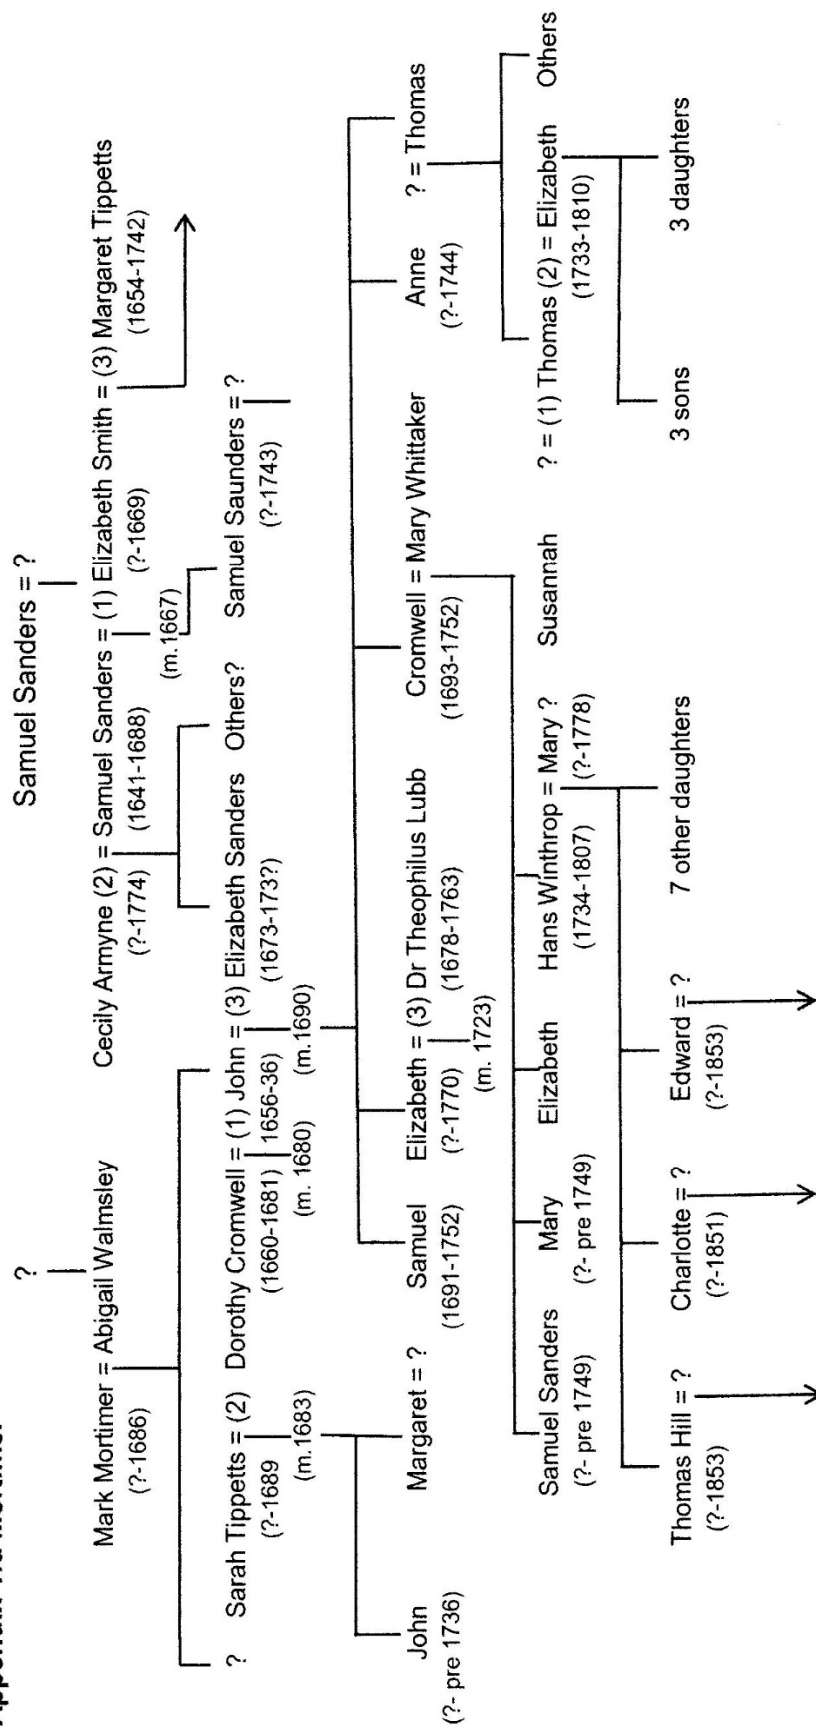 Samuel Sanders = ?
?
Mark Mortimer = Abigail Walmsley
(?-1686)
Cecily Armyne (2) = Samuel Sanders = (1) Elizabeth Smith = (3) Margaret Tippetts
(?-1774)
(1641-1688)
(?-1669)
(1654-1742)
(m.1667)
? Sarah Tippetts = (2) Dorothy Cromwell = (1) John = (3) Elizabeth Sanders Others?
(?-1689
(1660-1681)
1656-36)
(1673-173?)
(m.1683)
(m. 1680)
(m.1690)
Samuel Saunders = ?
(?-1743)
John
(?- pre 1736)
Margaret = ?
Samuel
(1691-1752)
Elizabeth = (3) Dr Theophilus Lubb
(?-1770)
(1678-1763)
(m. 1723)
Cromwell = Mary Whittaker
(1693-1752)
Anne
(?-1744)
? = Thomas
Samuel Sanders
(?- pre 1749)
Mary
(?- pre 1749)
Elizabeth
Hans Winthrop = Mary ?
(1734-1807)
(?-1778)
Susannah
? = (1) Thomas (2) = Elizabeth
(1733-1810)
Others
Thomas Hill = ?
(?-1853)
Charlotte = ?
(?-1851)
Edward = ?
(?-1853)
7 other daughters
3 sons
3 daughters